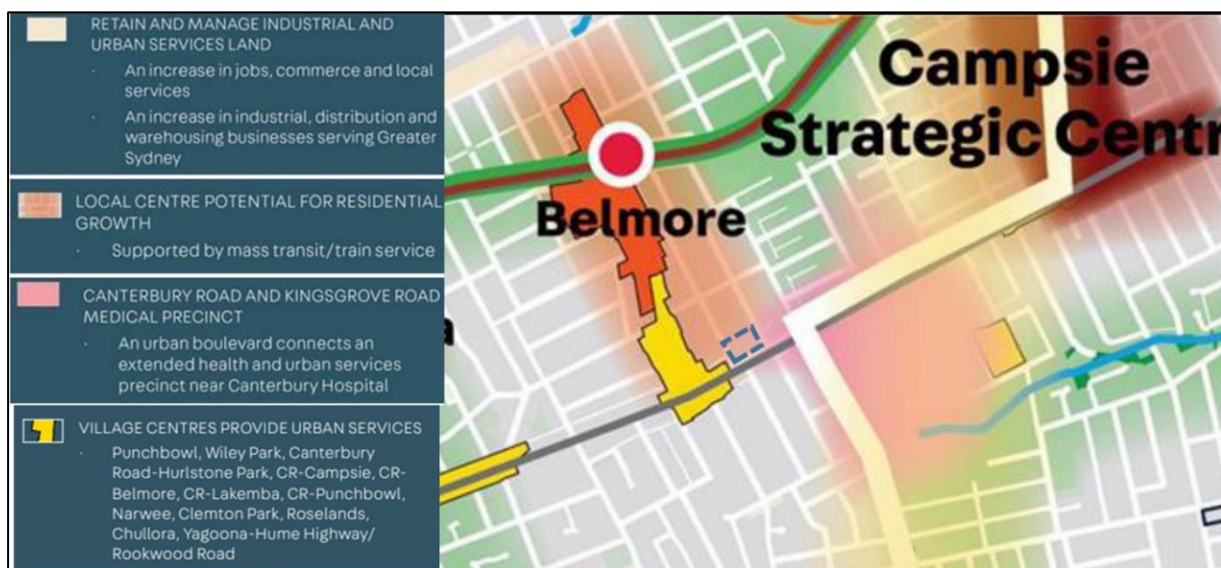 RETAIN AND MANAGE INDUSTRIAL AND
URBAN SERVICES LAND
· An increase in jobs, commerce and local
services
· An increase in industrial, distribution and
warehousing businesses serving Greater
Sydney
LOCAL CENTRE POTENTIAL FOR RESIDENTIAL
GROWTH
· Supported by mass transit/train service
CANTERBURY ROAD AND KINGSGROVE ROAD
MEDICAL PRECINCT
· An urban boulevard connects an
extended health and urban services
precinct near Canterbury Hospital
VILLAGE CENTRES PROVIDE URBAN SERVICES
· Punchbowl, Wiley Park, Canterbury
Road-Hurlstone Park, CR-Campsie, CR-
Belmore, CR-Lakemba, CR-Punchbowl,
Narwee, Clemton Park, Roselands,
Chullora, Yagoona-Hume Highway/
Rookwood Road
Campsie
Strategic Centr
Belmore
a